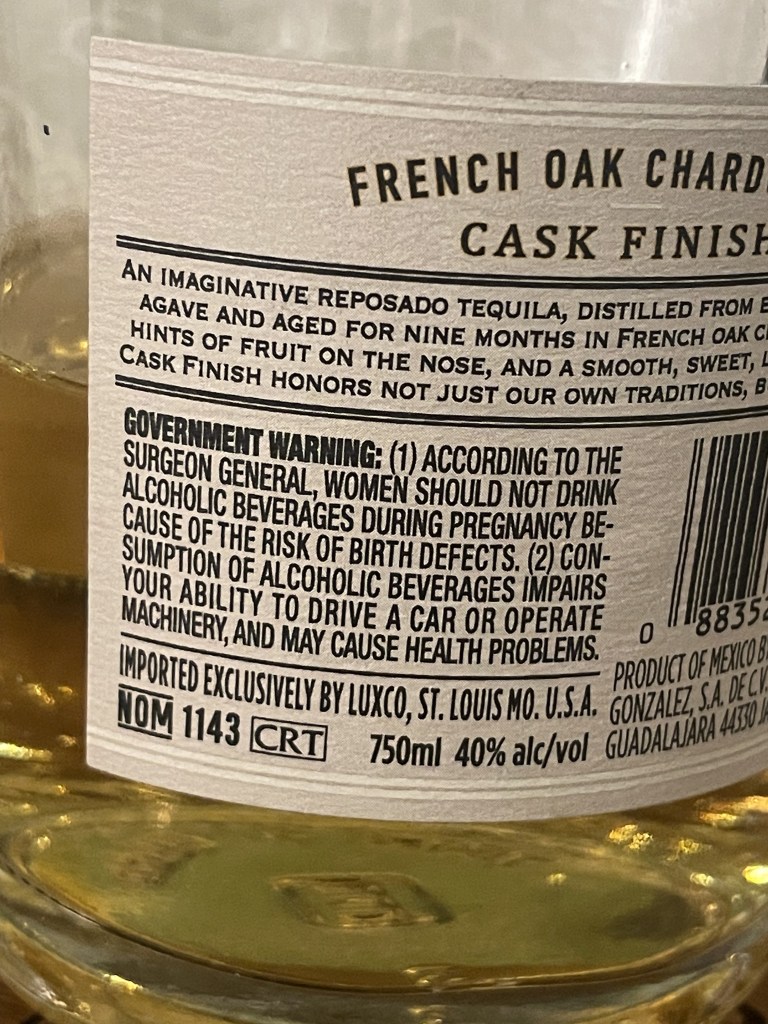 FRENCH OAK
CASK FINISH
AN IMAGINATIVE REPOSADO TEQUILA, DISTILLED FROM
AGAVE AND AGED FOR NINE MONTHS IN FRENCH OAK
HINTS OF FRUIT ON THE NOSE, AND A SMOOTH, SWEET,
CASK FINISH HONORS NOT JUST OUR OWN TRADITIONS,
GOVERNMENT WARNING: (1) ACCORDING TO THE
SURGEON GENERAL, WOMEN SHOULD NOT DRINK
ALCOHOLIC BEVERAGES DURING PREGNANCY BE-
CAUSE OF THE RISK OF BIRTH DEFECTS. (2) CON-
SUMPTION OF ALCOHOLIC BEVERAGES IMPAIRS
YOUR ABILITY TO DRIVE A CAR OR OPERATE
MACHINERY, AND MAY CAUSE HEALTH PROBLEMS.
0 8835
IMPORTED EXCLUSIVELY BY LUXCO, ST. LOUIS MO. U.S.A.
NOM 1143 CRT 750ml 40% alc/vol
PRODUCT OF MEXICO
GONZALEZ, S.A. DE C.V.
GUADALAJARA 44330